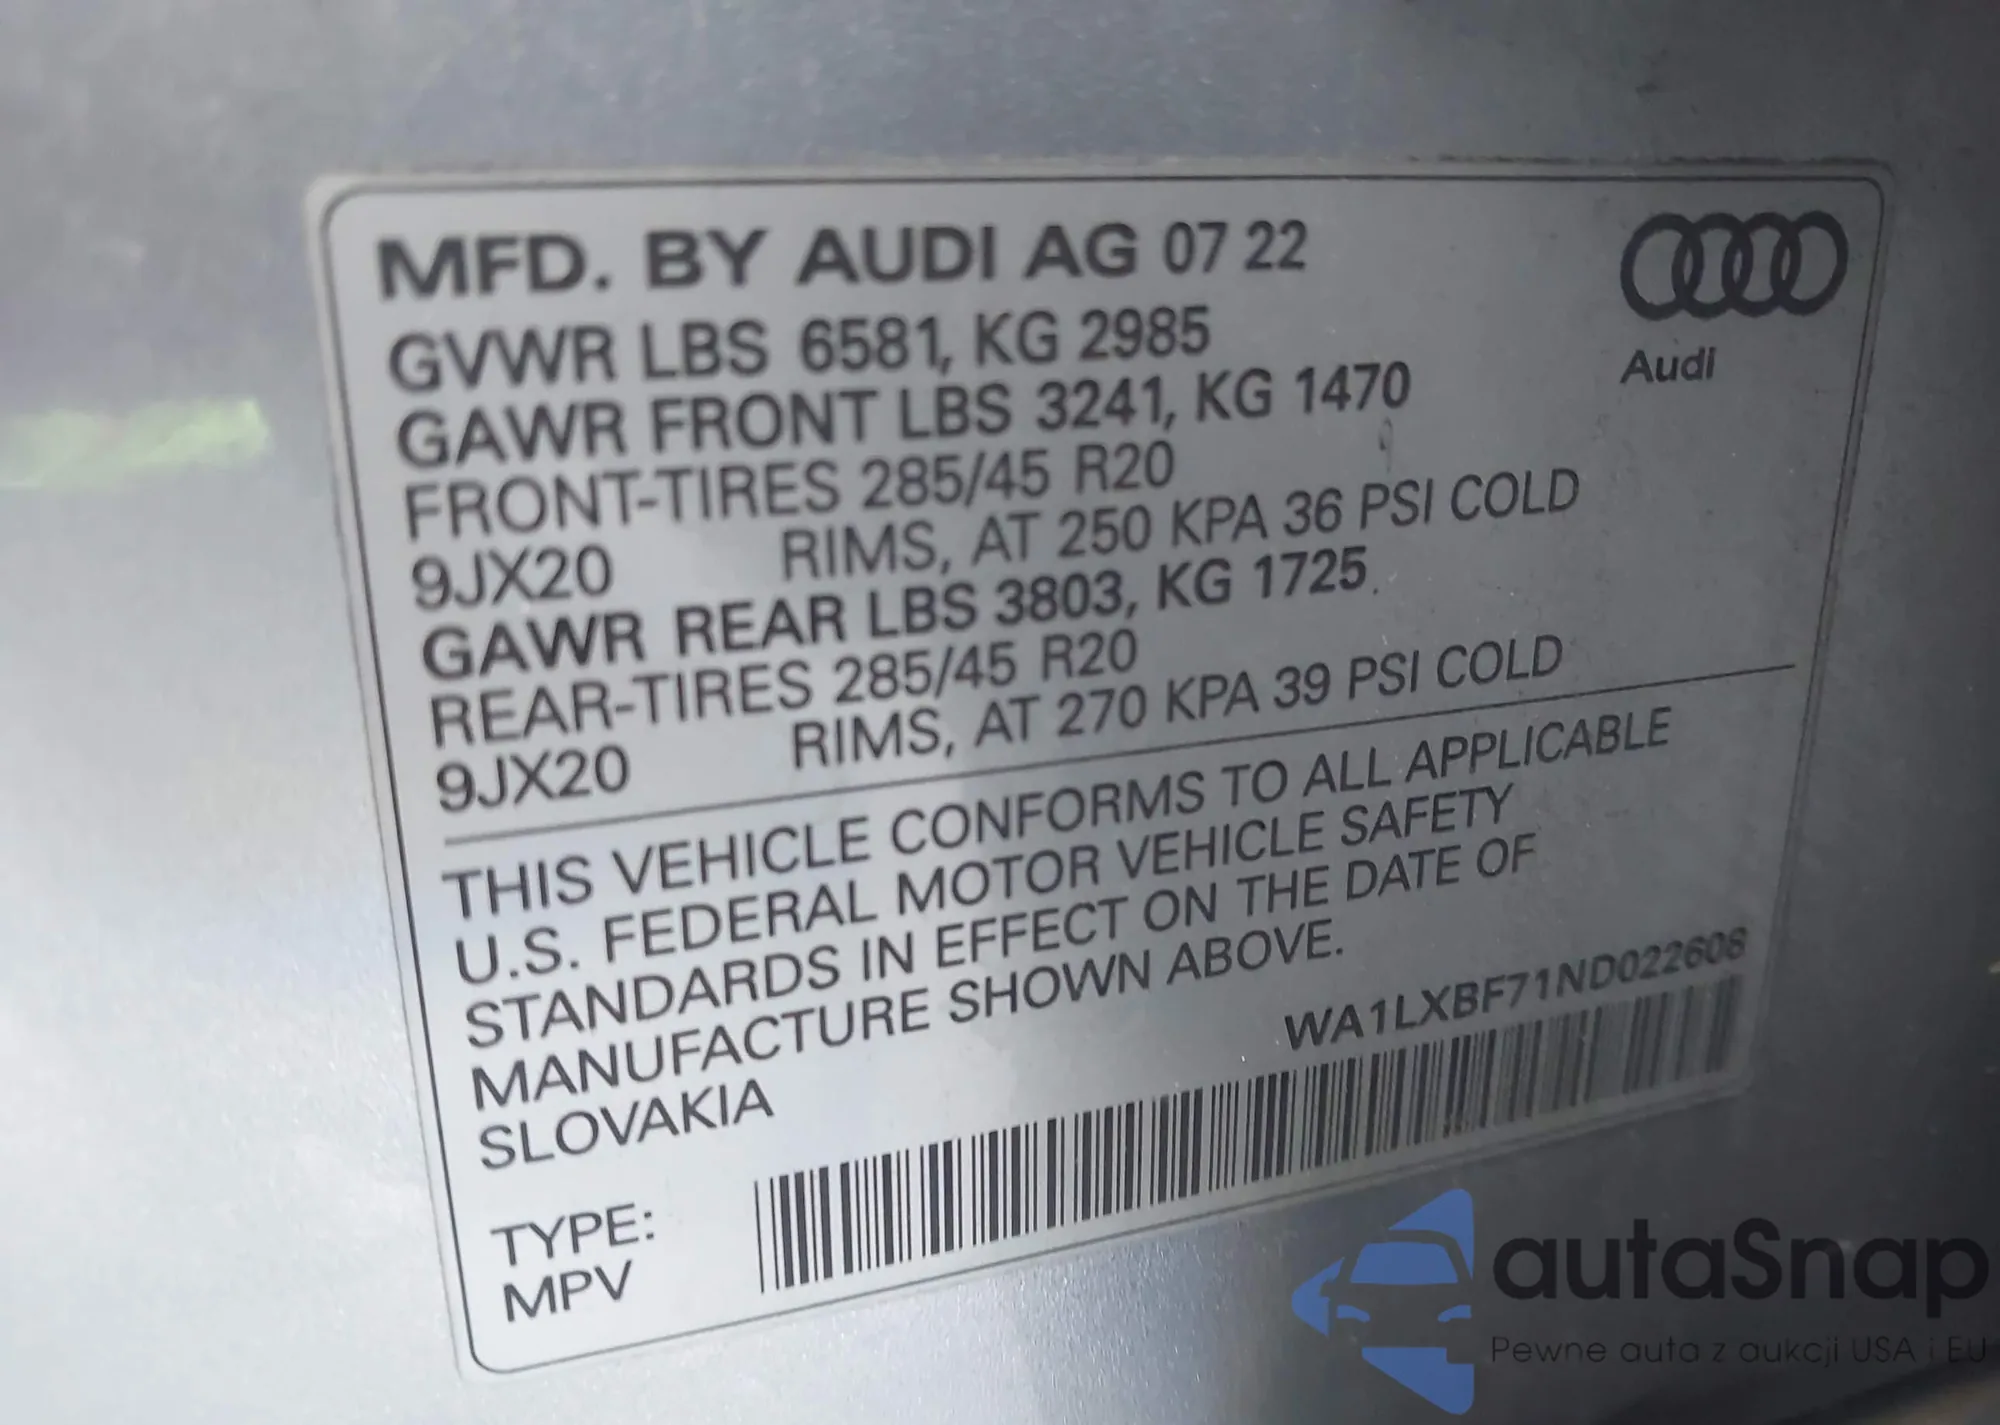 MFD. BY AUDI AG 07 22
GVWR LBS 6581, KG 2985
GAWR FRONT LBS 3241, KG 1470
FRONT-TIRES 285/45 R20
9JX20 RIMS, AT 250 KPA 36 PSI COLD
GAWR REAR LBS 3803, KG 1725
REAR-TIRES 285/45 R20
9JX20 RIMS, AT 270 KPA 39 PSI COLD
Audi
THIS VEHICLE CONFORMS TO ALL APPLICABLE
U.S. FEDERAL MOTOR VEHICLE SAFETY
STANDARDS IN EFFECT ON THE DATE OF
MANUFACTURE SHOWN ABOVE.
SLOVAKIA
WA1LXBF71ND022608
TYPE:
MPV
autaSnap
Pewne auta z aukcji USA i EU